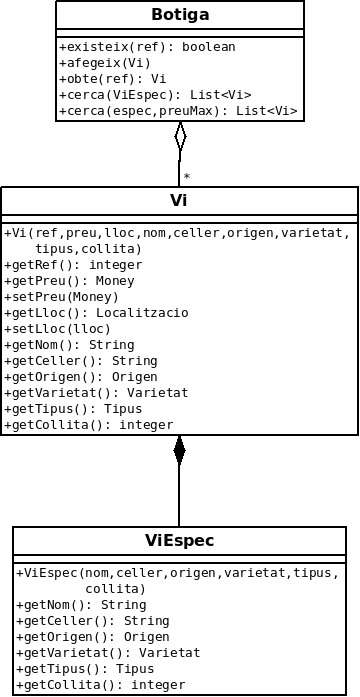 Botiga
+existeix(ref): boolean
+afegeix(Vi)
+obte(ref): Vi
+cerca(ViEspec): List<Vi>
+cerca(espec,preuMax): List<Vi>
*
Vi
+Vi(ref,preu,lloc,nom,celler,origen,varietat,
tipus,collita)
+getRef(): integer
+getPreu(): Money
+setPreu(Money)
+getLloc(): Localitzacio
+setLloc(lloc)
+getNom(): String
+getCeller(): String
+getOrigen(): Origen
+getVarietat(): Varietat
+getTipus(): Tipus
+getCollita(): integer
ViEspec
+ViEspec(nom,celler,origen,varietat,tipus,
collita)
+getNom(): String
+getCeller(): String
+getOrigen(): Origen
+getVarietat(): Varietat
+getTipus(): Tipus
+getCollita(): integer